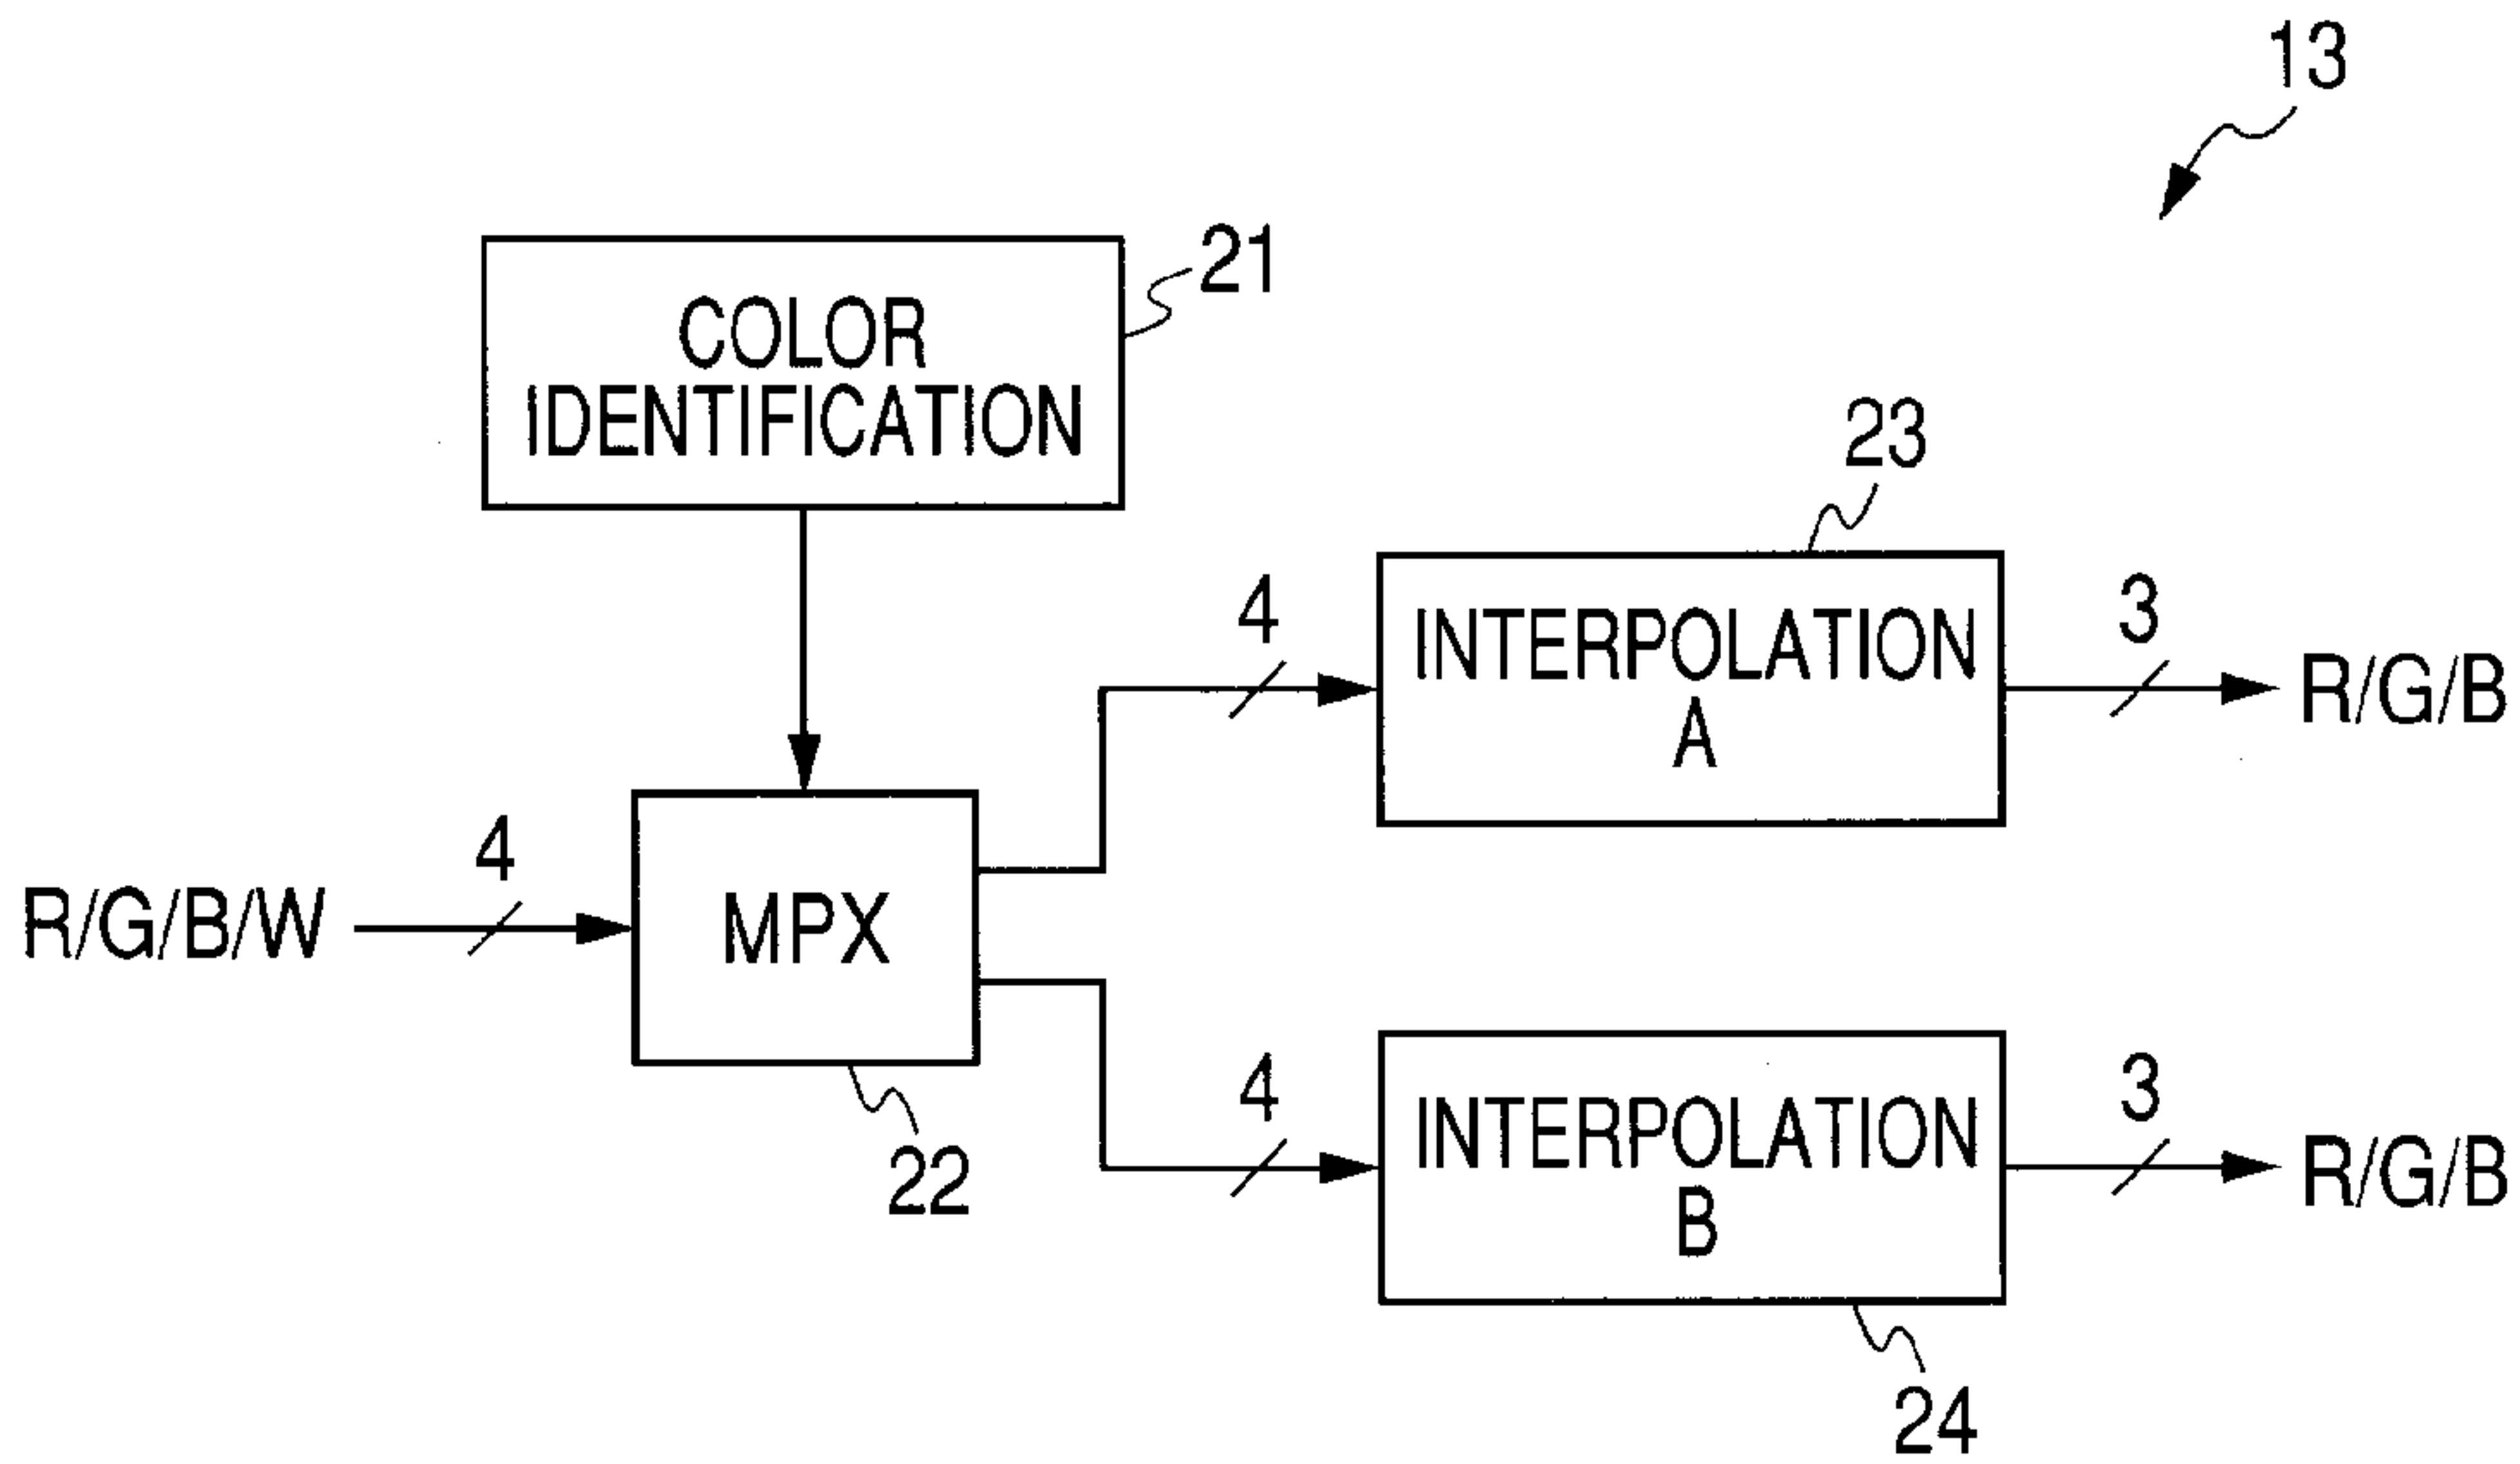 13
21
COLOR
IDENTIFICATION
23
4
INTERPOLATION
A
3
R/G/B
R/G/B/W
4
MPX
22
4
INTERPOLATION
B
3
R/G/B
24